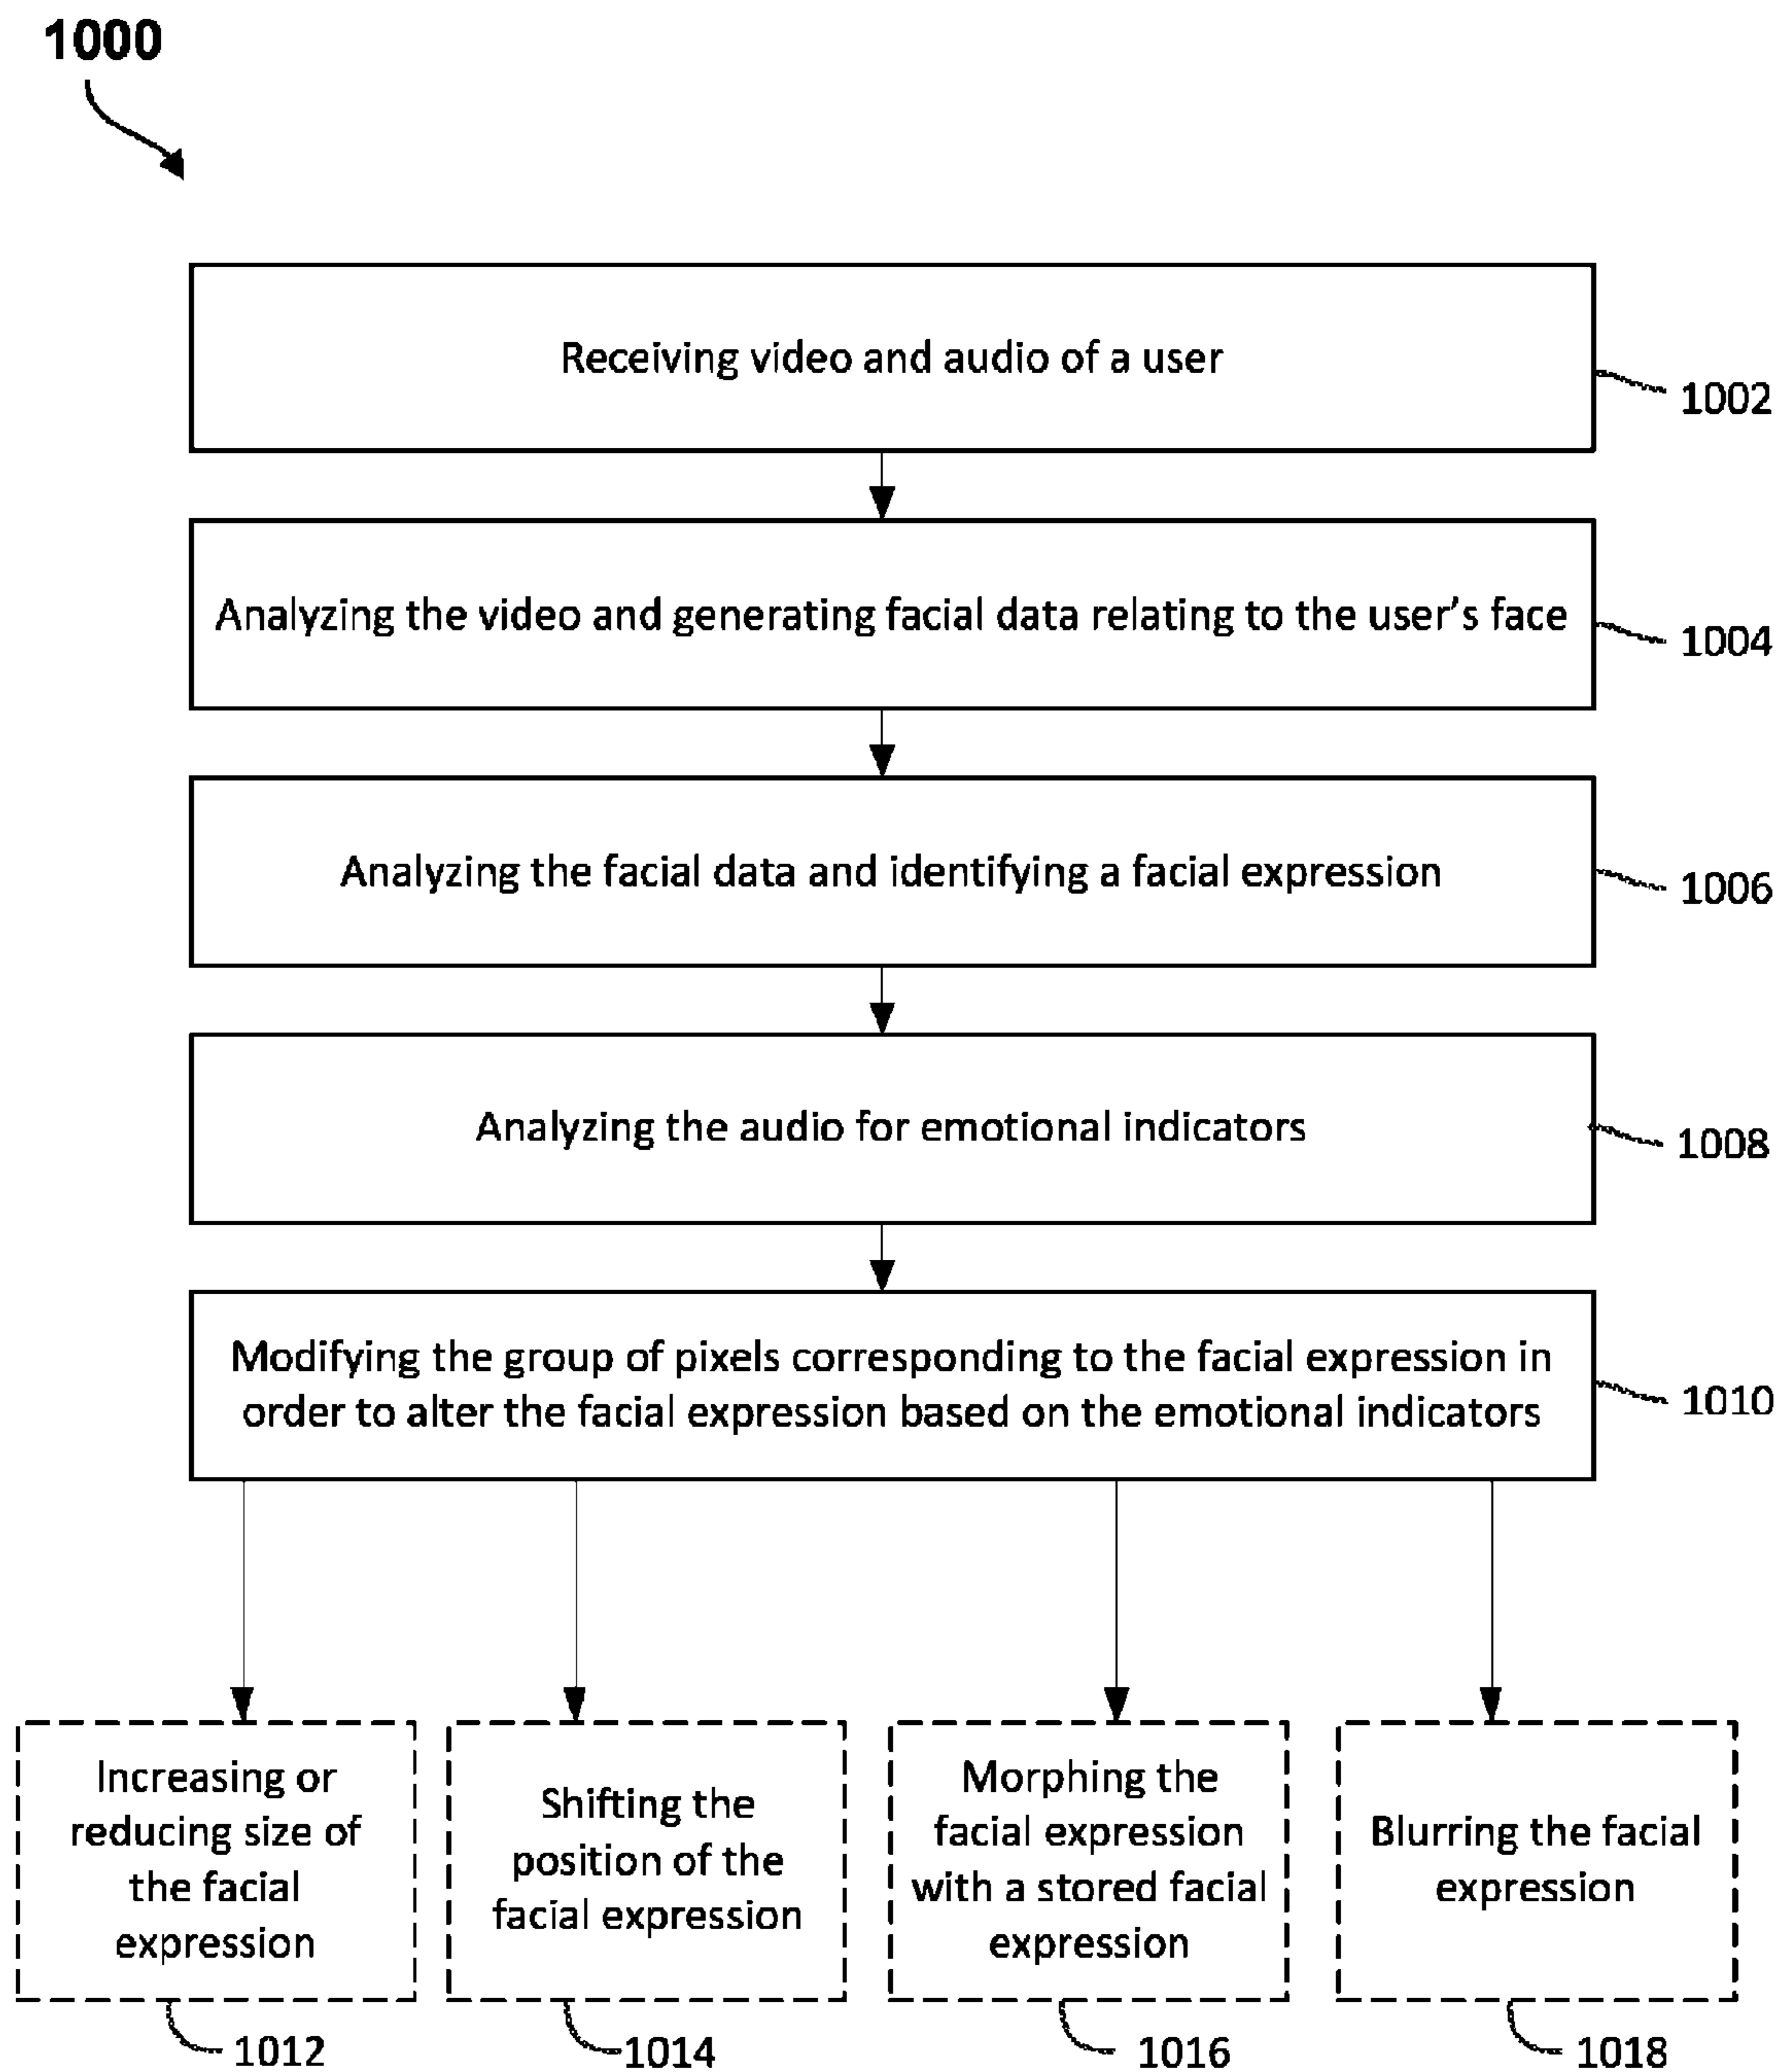 1000
Receiving video and audio of a user
1002
Analyzing the video and generating facial data relating to the user's face
1004
Analyzing the facial data and identifying a facial expression
1006
Analyzing the audio for emotional indicators
1008
Modifying the group of pixels corresponding to the facial expression in
order to alter the facial expression based on the emotional indicators
1010
Increasing or
reducing size of
the facial
expression
1012
Shifting the
position of the
facial expression
1014
Morphing the
facial expression
with a stored facial
expression
1016
Blurring the facial
expression
1018